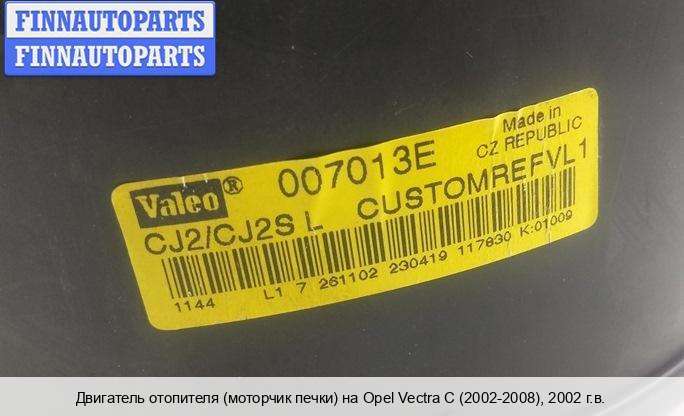 FINNAUTOPARTS
FINNAUTOPARTS
Made in
CZ REPUBLIC
Valeo® 007013E
CJ2/CJ2S L CUSTOMREFVL1
1144 L1 7 261102 230419 117830 K:01009
Двигатель отопителя (моторчик печки) на Opel Vectra C (2002-2008), 2002 г.в.